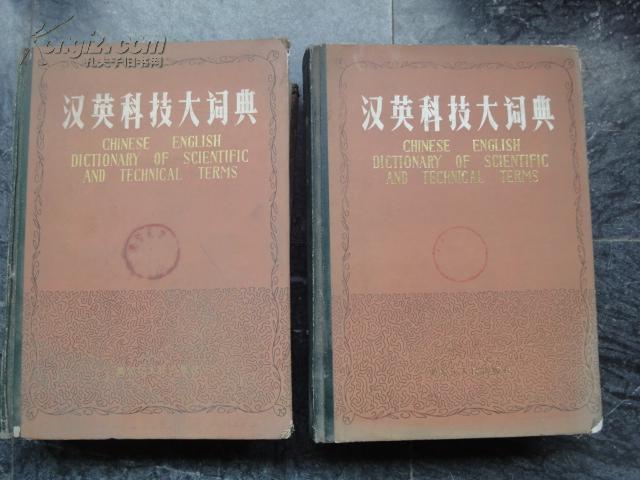 Kongfz.com
孔夫子旧书网
汉英科技大词典
CHINESE ENGLISH
DICTIONARY OF SCIENTIFIC
AND TECHNICAL TERMS
汉英科技大词典
CHINESE ENGLISH
DICTIONARY OF SCIENTIFIC
AND TECHNICAL TERMS